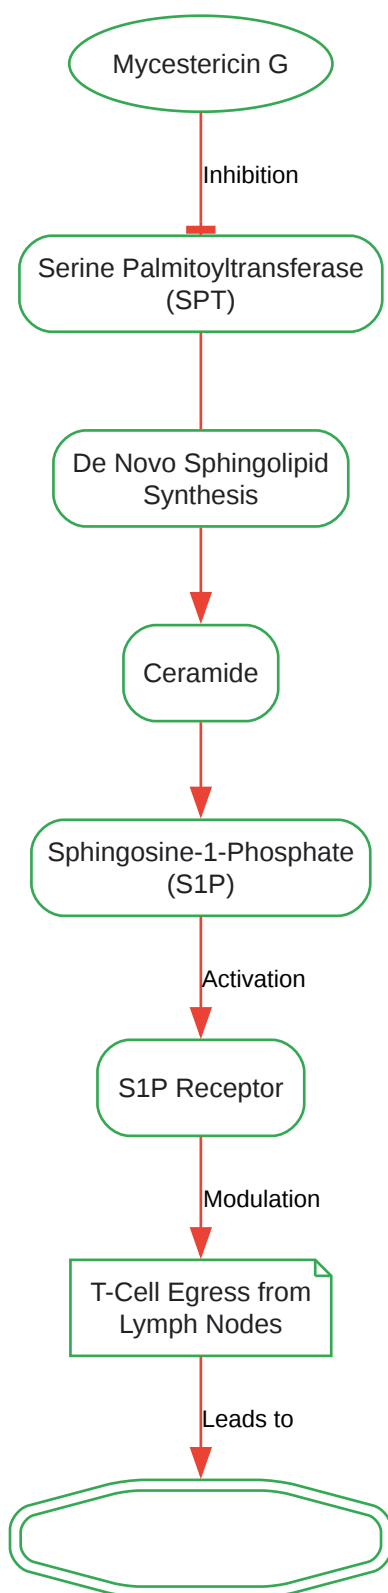 Mycestericin G
Inhibition
Serine Palmitoyltransferase
(SPT)
De Novo Sphingolipid
Synthesis
Ceramide
Sphingosine-1-Phosphate
(S1P)
Activation
S1P Receptor
Modulation
T-Cell Egress from
Lymph Nodes
Leads to